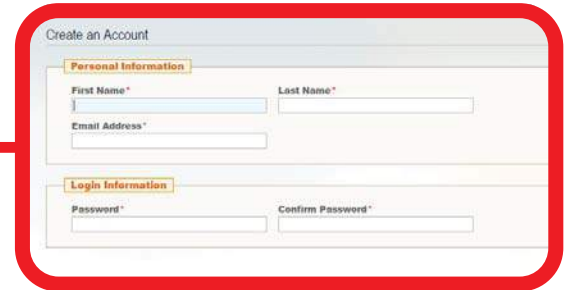 Create an Account
Personal Information
First Name* Last Name*
Email Address*
Login Information
Password* Confirm Password*